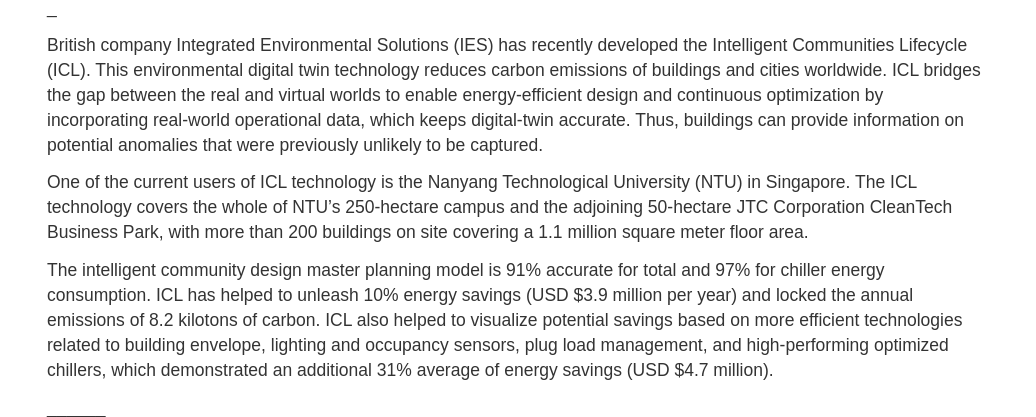 –
British company Integrated Environmental Solutions (IES) has recently developed the Intelligent Communities Lifecycle
(ICL). This environmental digital twin technology reduces carbon emissions of buildings and cities worldwide. ICL bridges
the gap between the real and virtual worlds to enable energy-efficient design and continuous optimization by
incorporating real-world operational data, which keeps digital-twin accurate. Thus, buildings can provide information on
potential anomalies that were previously unlikely to be captured.
One of the current users of ICL technology is the Nanyang Technological University (NTU) in Singapore. The ICL
technology covers the whole of NTU’s 250-hectare campus and the adjoining 50-hectare JTC Corporation CleanTech
Business Park, with more than 200 buildings on site covering a 1.1 million square meter floor area.
The intelligent community design master planning model is 91% accurate for total and 97% for chiller energy
consumption. ICL has helped to unleash 10% energy savings (USD $3.9 million per year) and locked the annual
emissions of 8.2 kilotons of carbon. ICL also helped to visualize potential savings based on more efficient technologies
related to building envelope, lighting and occupancy sensors, plug load management, and high-performing optimized
chillers, which demonstrated an additional 31% average of energy savings (USD $4.7 million).